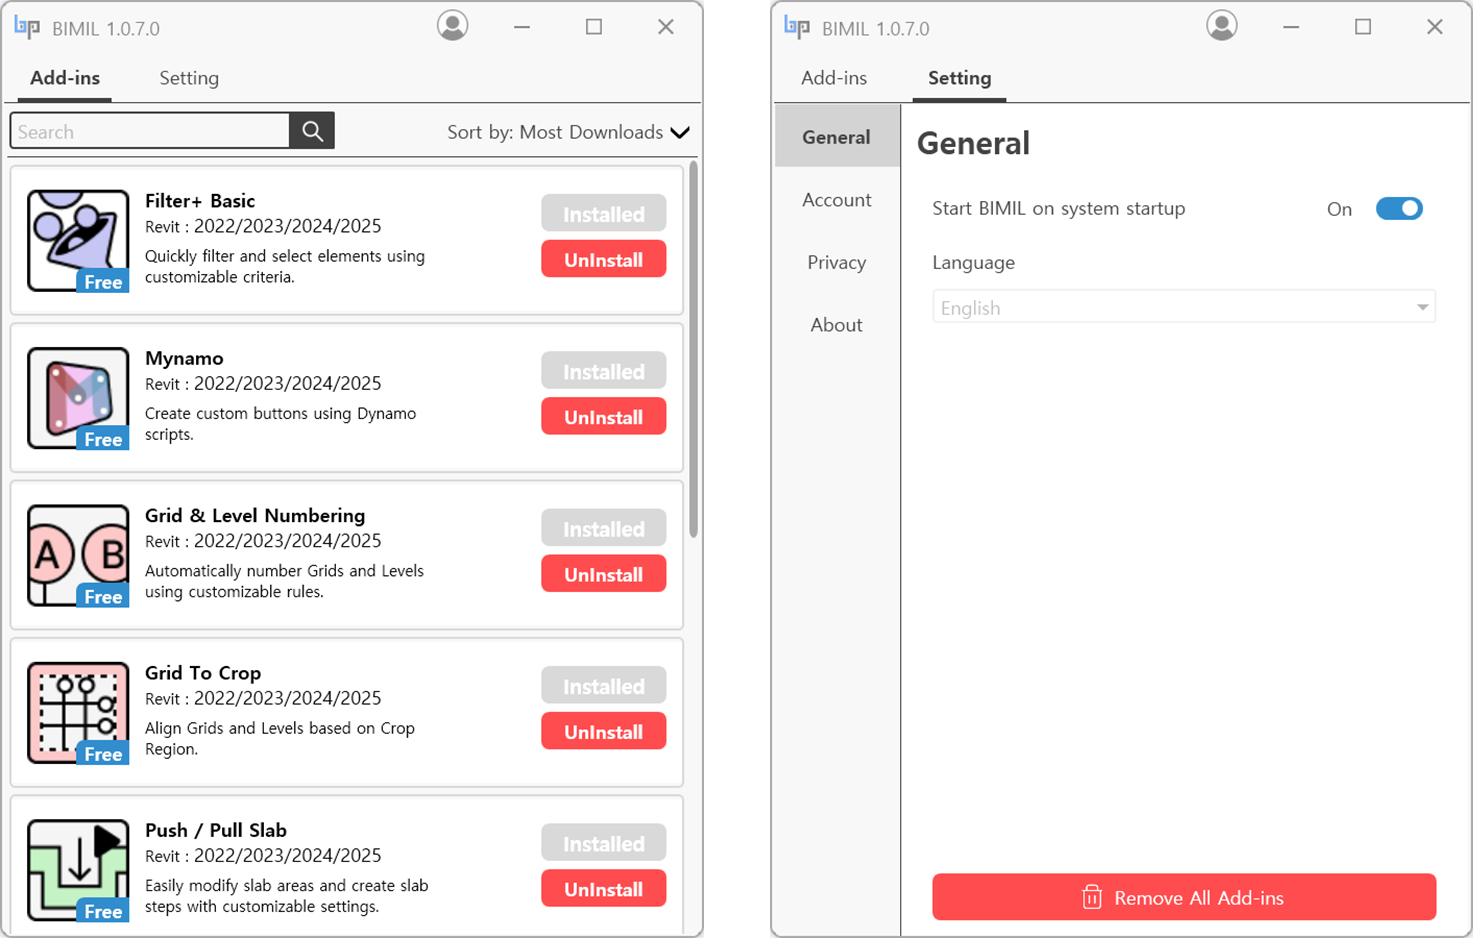 bp BIMIL 1.0.7.0
Add-ins Setting
Search
Sort by: Most Downloads
Filter+ Basic
Revit : 2022/2023/2024/2025
Quickly filter and select elements using
customizable criteria.
Free
Installed
UnInstall
Mynamo
Revit : 2022/2023/2024/2025
Create custom buttons using Dynamo
scripts.
Free
Installed
UnInstall
Grid & Level Numbering
Revit : 2022/2023/2024/2025
Automatically number Grids and Levels
using customizable rules.
A B
Free
Installed
UnInstall
Grid To Crop
Revit : 2022/2023/2024/2025
Align Grids and Levels based on Crop
Region.
Free
Installed
UnInstall
Push / Pull Slab
Revit : 2022/2023/2024/2025
Easily modify slab areas and create slab
steps with customizable settings.
Free
Installed
UnInstall
bp BIMIL 1.0.7.0
Add-ins Setting
General
Account
Privacy
About
General
Start BIMIL on system startup
On
Language
English
Remove All Add-ins